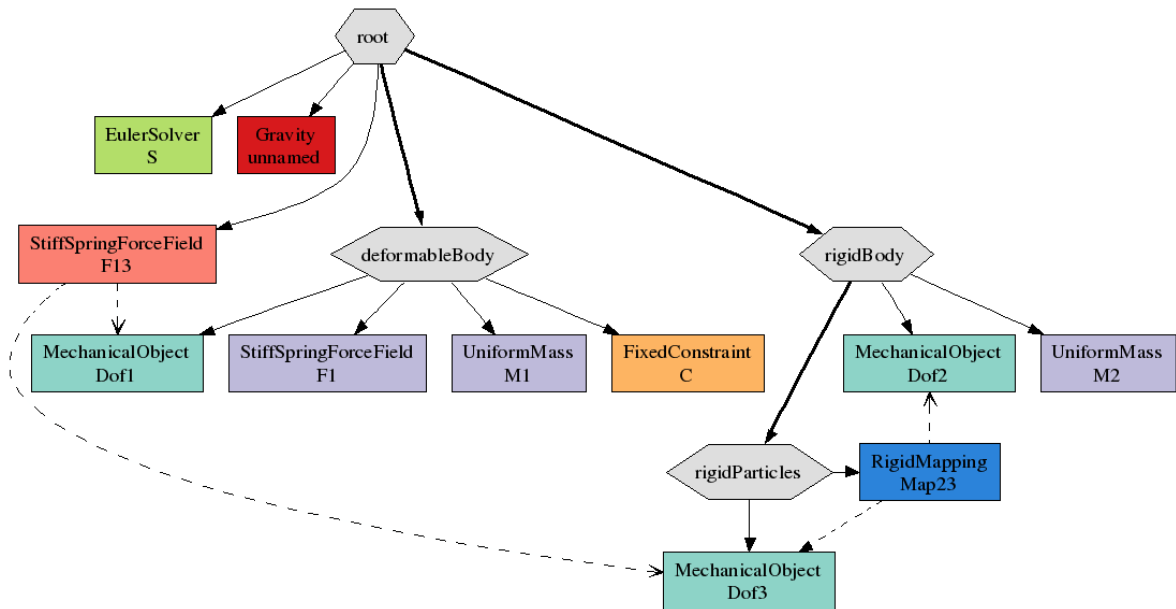 root
EulerSolver
S
Gravity
unnamed
StiffSpringForceField
F13
deformableBody
rigidBody
MechanicalObject
Dof1
StiffSpringForceField
F1
UniformMass
M1
FixedConstraint
C
MechanicalObject
Dof2
UniformMass
M2
rigidParticles
RigidMapping
Map23
MechanicalObject
Dof3